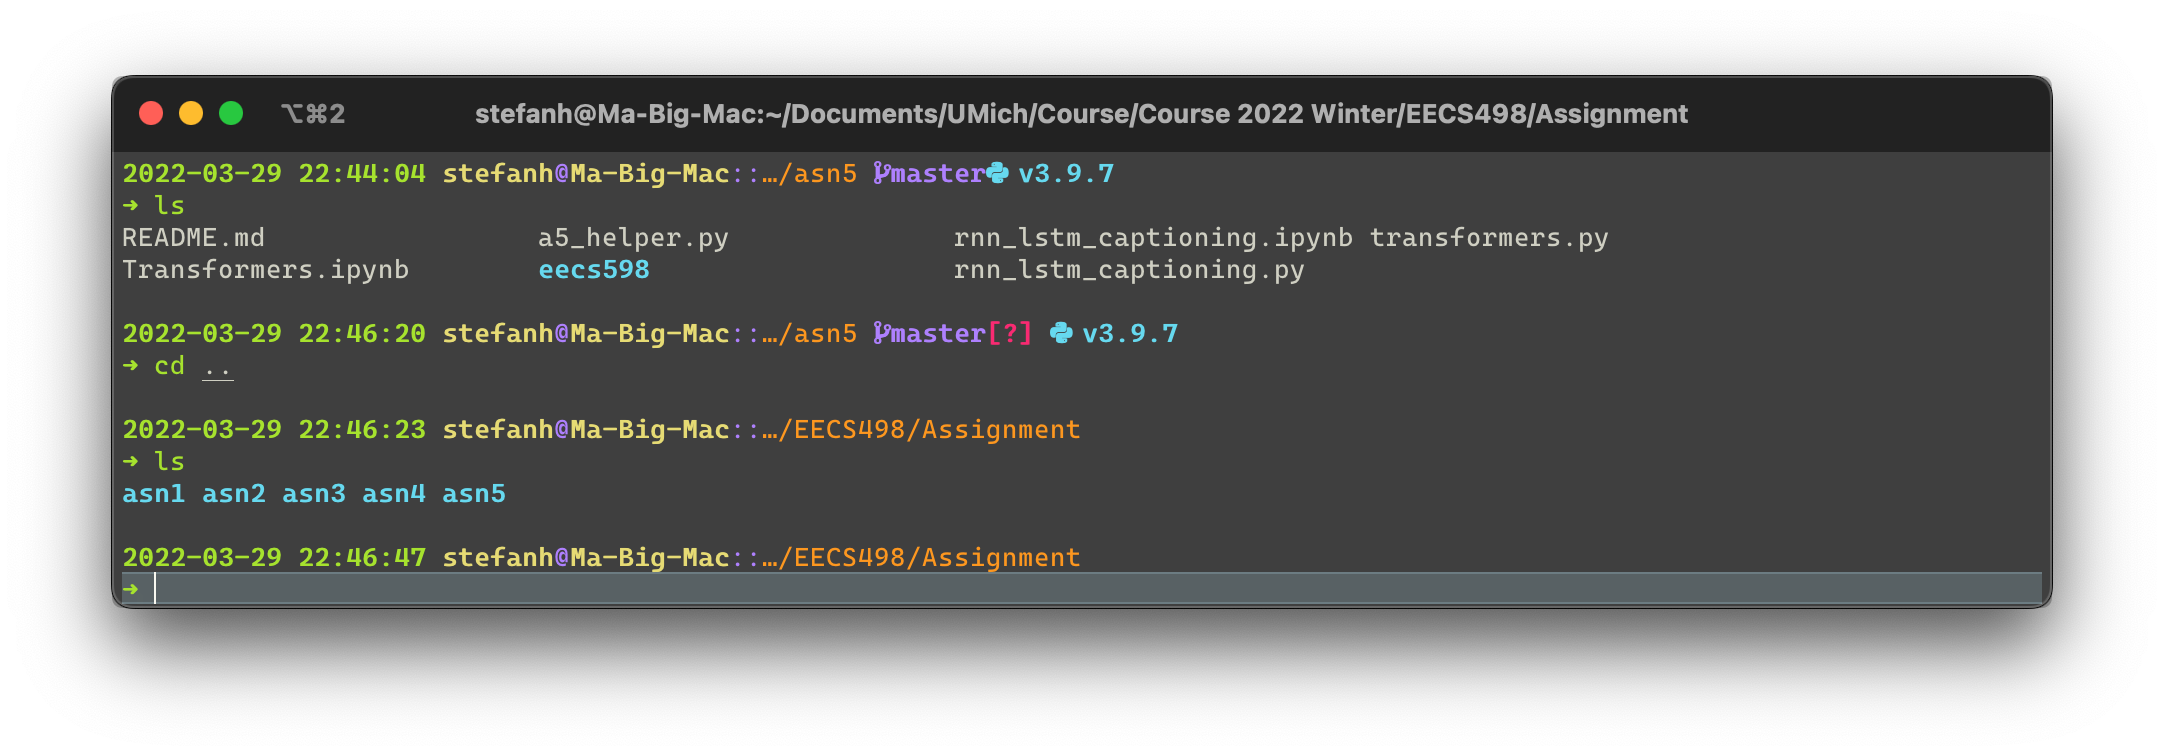 ⌥⌘2 stefanh@Ma-Big-Mac:~/Documents/UMich/Course/Course 2022 Winter/EECS498/Assignment
2022-03-29 22:44:04 stefanh@Ma-Big-Mac::…/asn5 master v3.9.7
➜ ls
README.md a5_helper.py rnn_lstm_captioning.ipynb transformers.py
Transformers.ipynb eecs598 rnn_lstm_captioning.py
2022-03-29 22:46:20 stefanh@Ma-Big-Mac::…/asn5 master[?] v3.9.7
➜ cd ..
2022-03-29 22:46:23 stefanh@Ma-Big-Mac::…/EECS498/Assignment
➜ ls
asn1 asn2 asn3 asn4 asn5
2022-03-29 22:46:47 stefanh@Ma-Big-Mac::…/EECS498/Assignment
➜